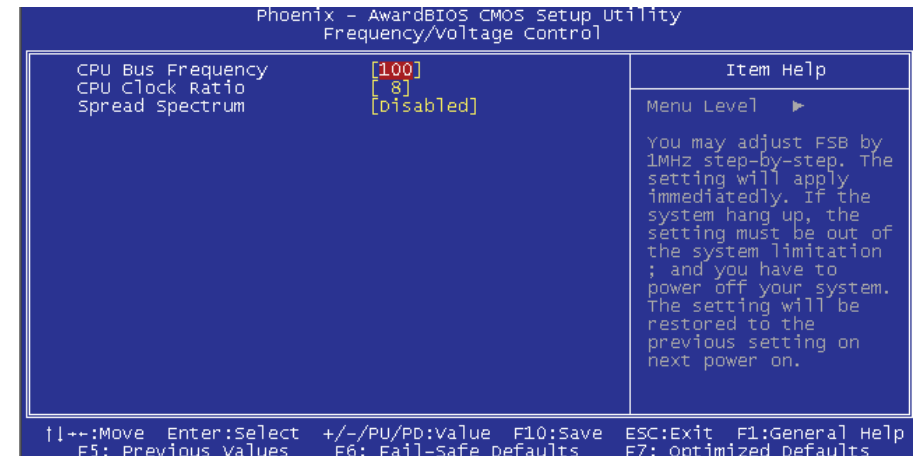 Phoenix – AwardBIOS CMOS Setup Utility
Frequency/Voltage Control
CPU Bus Frequency [100]
CPU Clock Ratio [ 8]
Spread Spectrum [Disabled]
Item Help
Menu Level ►
You may adjust FSB by
1MHz step-by-step. The
setting will apply
immediatedly. If the
system hang up, the
setting must be out of
the system limitation
; and you have to
power off your system.
The setting will be
restored to the
previous setting on
next power on.
↑↓→←:Move Enter:Select +/-/PU/PD:Value F10:Save ESC:Exit F1:General Help
F5: Previous Values F6: Fail-Safe Defaults F7: Optimized Defaults